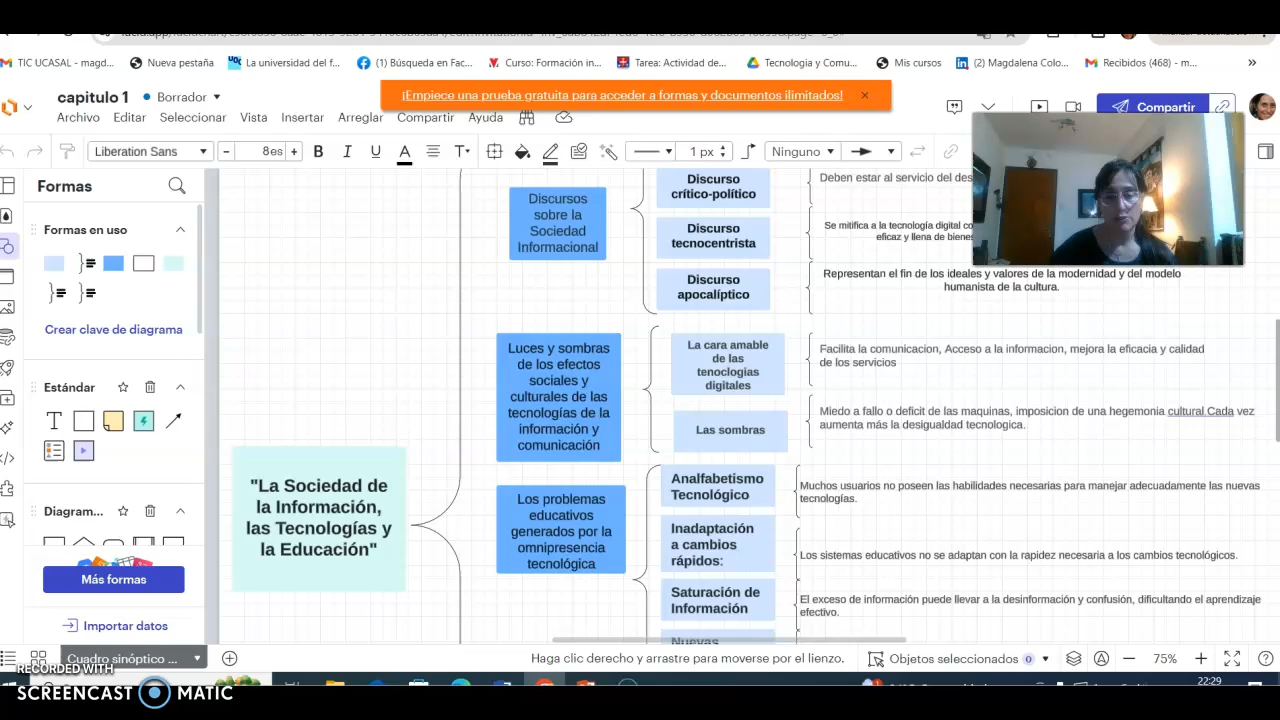 TIC UCASAL - magd...
Nueva pestaña
La universidad del f...
(1) Búsqueda en Fac...
Curso: Formación in...
Tarea: Actividad de...
Tecnologia y Comu...
Mis cursos
(2) Magdalena Colo...
Recibidos (468) - m...
»
capitulo 1
Borrador
¡Empiece una prueba gratuita para acceder a formas y documentos ilimitados!
×
Compartir
Archivo
Editar
Seleccionar
Vista
Insertar
Arreglar
Compartir
Ayuda
Liberation Sans
- 8es +
B I U A
1 px
Ninguno
Formas
Formas en uso
Crear clave de diagrama
Estándar
Diagram...
Más formas
Importar datos
Discursos
sobre la
Sociedad
Informacional
Discurso
crítico-político
Deben estar al servicio del des
Discurso
tecnocentrista
Se mitifica a la tecnología digital co
eficaz y llena de bienes
Discurso
apocalíptico
Representan el fin de los ideales y valores de la modernidad y del modelo
humanista de la cultura.
Luces y sombras
de los efectos
sociales y
culturales de las
tecnologías de la
información y
comunicación
La cara amable
de las
tenoclogias
digitales
Facilita la comunicacion, Acceso a la informacion, mejora la eficacia y calidad
de los servicios
Las sombras
Miedo a fallo o deficit de las maquinas, imposicion de una hegemonia cultural.Cada vez
aumenta más la desigualdad tecnologica.
"La Sociedad de
la Información,
las Tecnologías y
la Educación"
Los problemas
educativos
generados por la
omnipresencia
tecnológica
Analfabetismo
Tecnológico
Muchos usuarios no poseen las habilidades necesarias para manejar adecuadamente las nuevas
tecnologías.
Inadaptación
a cambios
rápidos:
Los sistemas educativos no se adaptan con la rapidez necesaria a los cambios tecnológicos.
Saturación de
Información
El exceso de información puede llevar a la desinformación y confusión, dificultando el aprendizaje
efectivo.
Nuevas
Cuadro sinóptico ...
Haga clic derecho y arrastre para moverse por el lienzo.
Objetos seleccionados 0
75%
22:29
RECORDED WITH
SCREENCAST MATIC